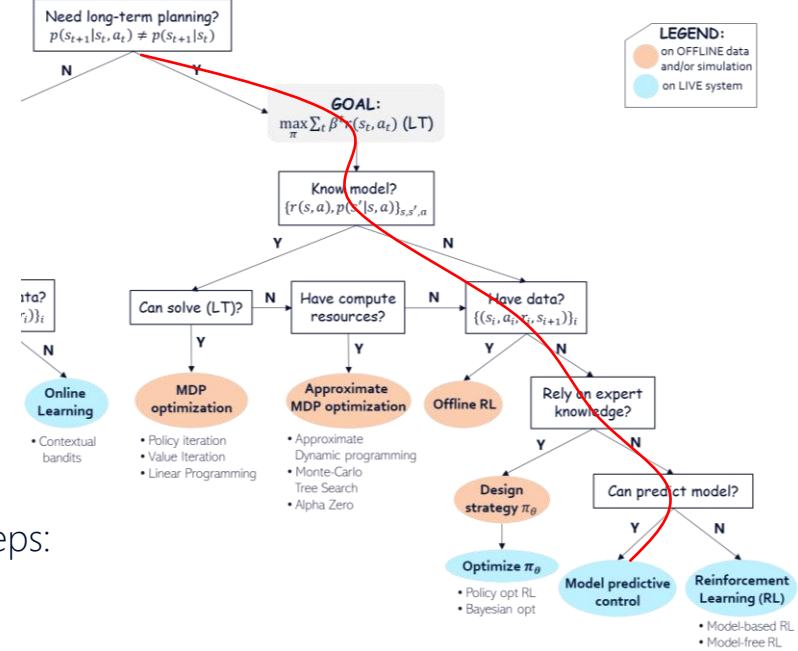 Need long-term planning?
p(s_{t+1}|s_t, a_t) ≠ p(s_{t+1}|s_t)
LEGEND:
on OFFLINE data
and/or simulation
on LIVE system
N
Y
GOAL:
max_π ∑_t β^t r(s_t, a_t) (LT)
Know model?
{r(s, a), p(s'|s, a)}_{s,s',a}
Y
N
ata?
r_i)}_i
Can solve (LT)?
N
Have compute
resources?
N
Have data?
{(s_i, a_i, r_i, s_{i+1})}_i
N
Y
Y
Y
N
Online
Learning
• Contextual
bandits
MDP
optimization
• Policy iteration
• Value Iteration
• Linear Programming
Approximate
MDP optimization
• Approximate
Dynamic programming
• Monte-Carlo
Tree Search
• Alpha Zero
Offline RL
Rely on expert
knowledge?
Y
N
Design
strategy π_θ
Can predict model?
Y
N
eps:
Optimize π_θ
• Policy opt RL
• Bayesian opt
Model predictive
control
Reinforcement
Learning (RL)
• Model-based RL
• Model-free RL